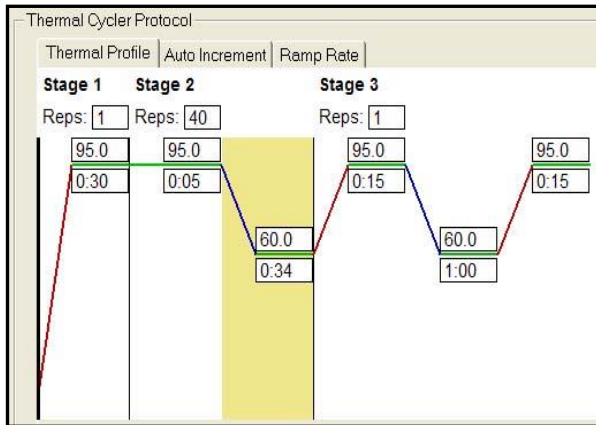 Thermal Cycler Protocol
Thermal Profile Auto Increment Ramp Rate
Stage 1 Stage 2 Stage 3
Reps: 1 Reps: 40 Reps: 1
95.0 95.0 95.0 95.0
0:30 0:05 0:15 0:15
60.0 60.0
0:34 1:00